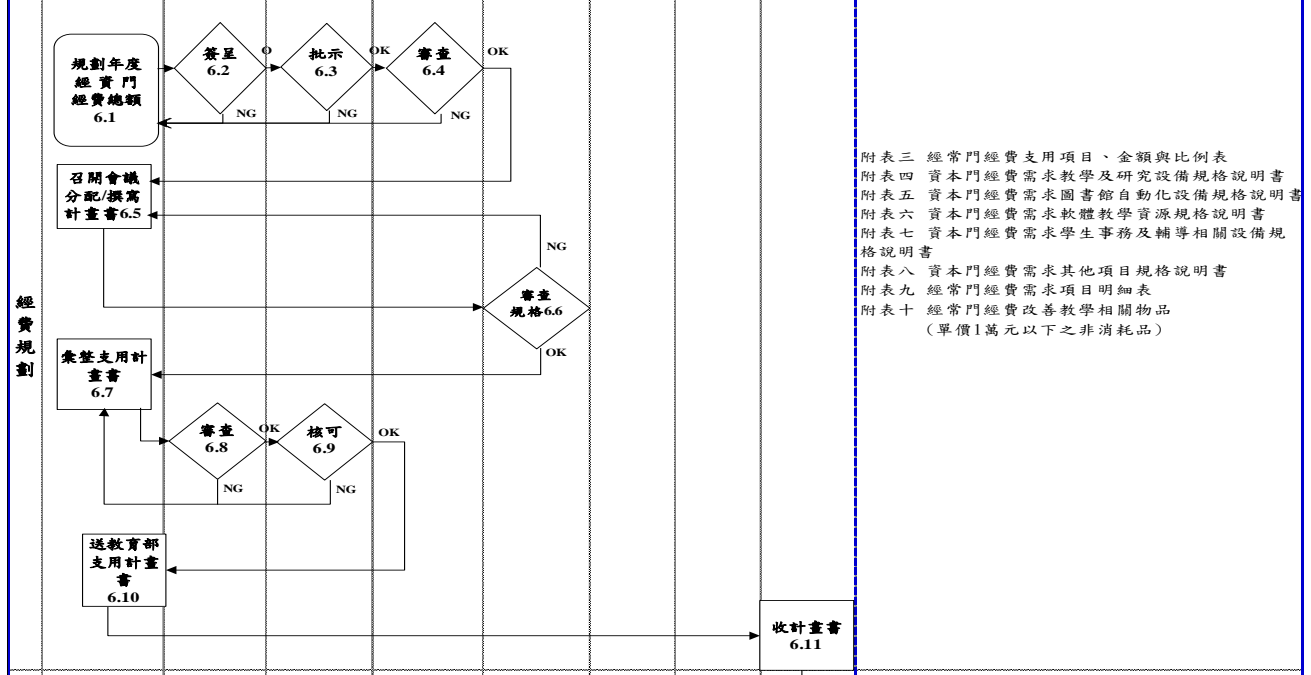 規劃年度
經 資 門
經費總額
6.1
簽呈
6.2
O
批示
6.3
OK
審查
6.4
OK
NG
NG
NG
召開會議
分配/撰寫
計畫書6.5
NG
審查
規格6.6
OK
經費規劃
彙整支用計
畫書
6.7
審查
6.8
OK
核可
6.9
OK
NG
NG
送教育部
支用計畫
書
6.10
收計畫書
6.11
附表三 經常門經費支用項目、金額與比例表
附表四 資本門經費需求教學及研究設備規格說明書
附表五 資本門經費需求圖書館自動化設備規格說明書
附表六 資本門經費需求軟體教學資源規格說明書
附表七 資本門經費需求學生事務及輔導相關設備規
格說明書
附表八 資本門經費需求其他項目規格說明書
附表九 經常門經費需求項目明細表
附表十 經常門經費改善教學相關物品
(單價1萬元以下之非消耗品)